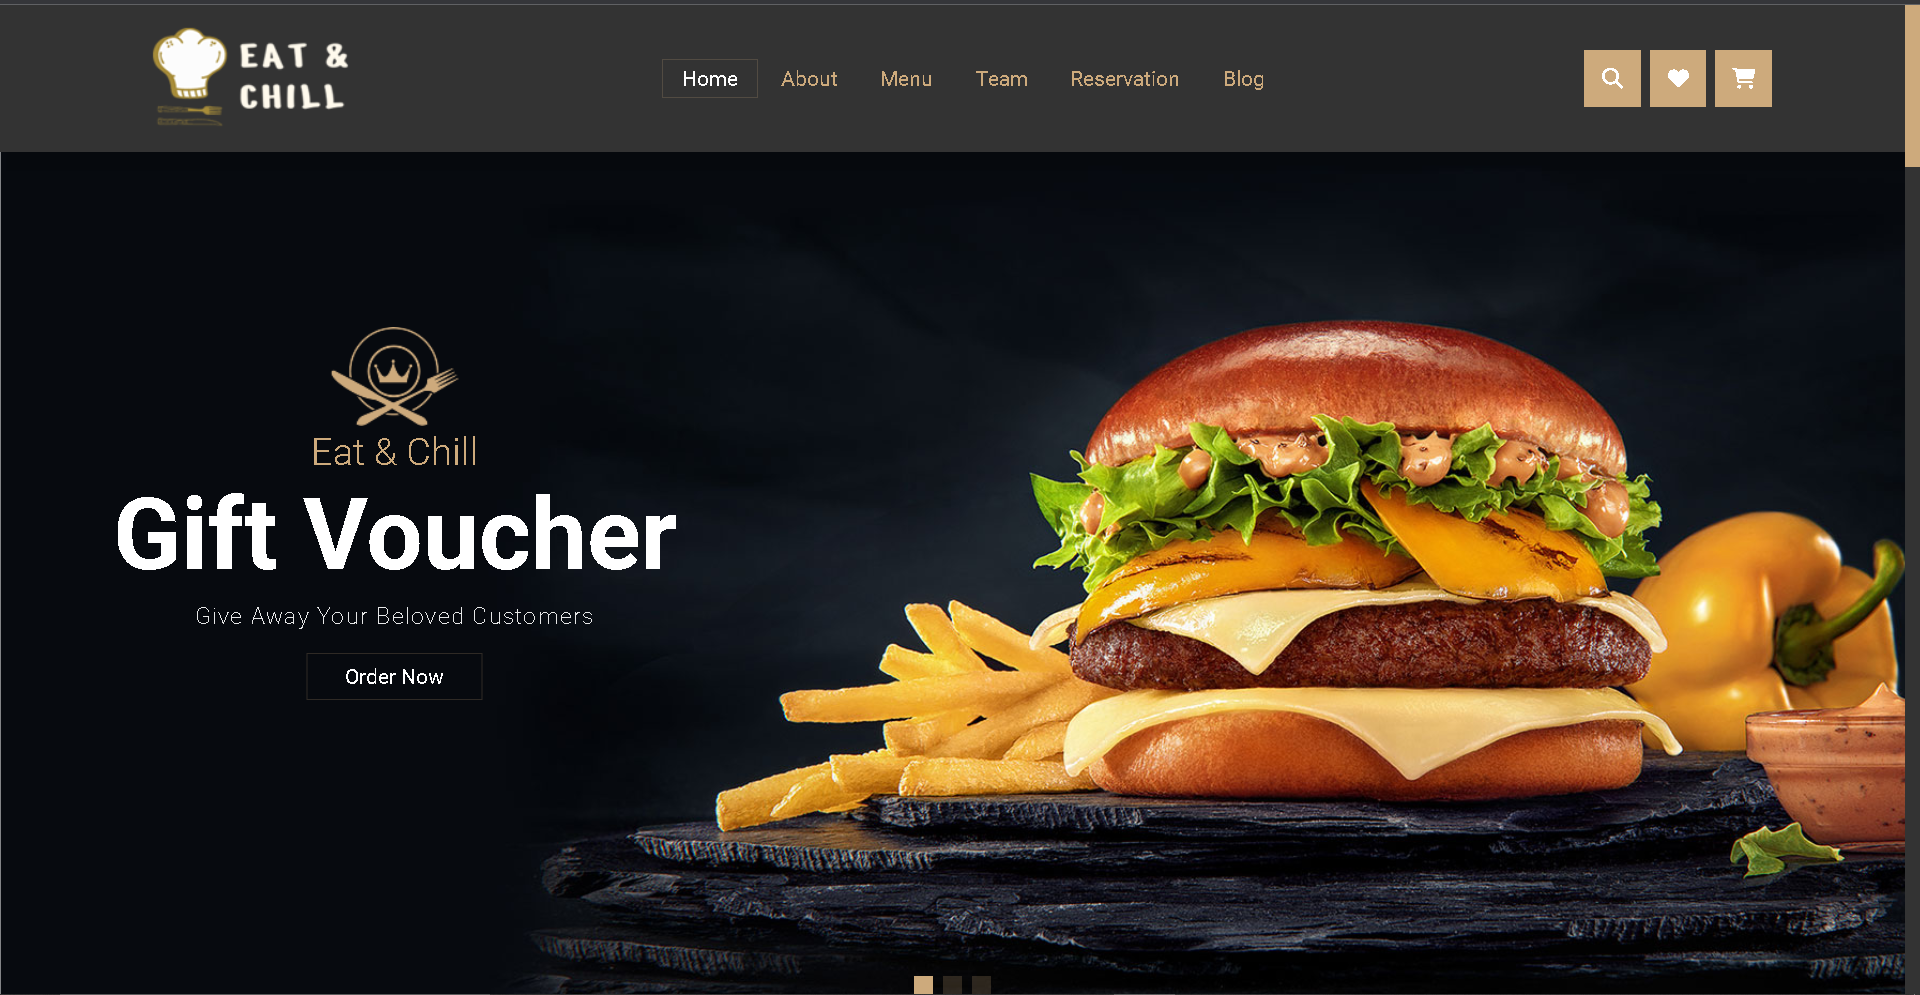 EAT &
CHILL
Home About Menu Team Reservation Blog
Eat & Chill
Gift Voucher
Give Away Your Beloved Customers
Order Now